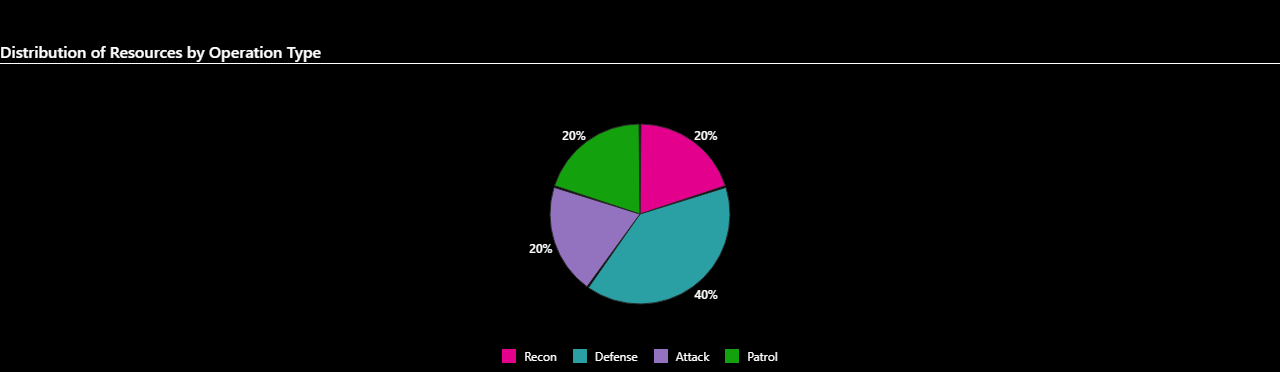 Distribution of Resources by Operation Type
20% 20%
20%
40%
Recon Defense Attack Patrol